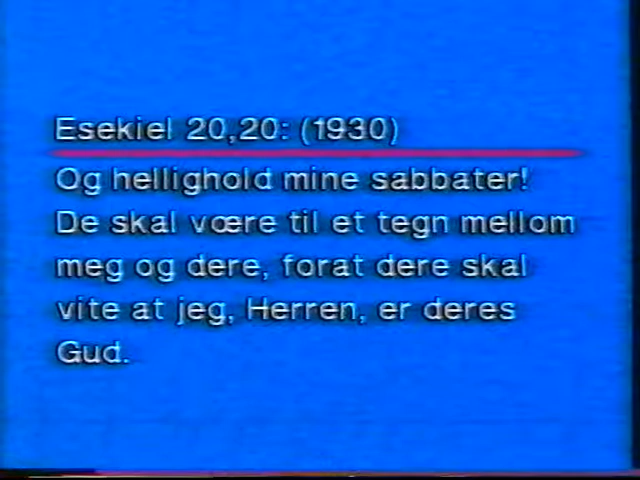 Esekiel 20,20: (1930)
Og hellighold mine sabbater!
De skal være til et tegn mellom
meg og dere, forat dere skal
vite at jeg, Herren, er deres
Gud.